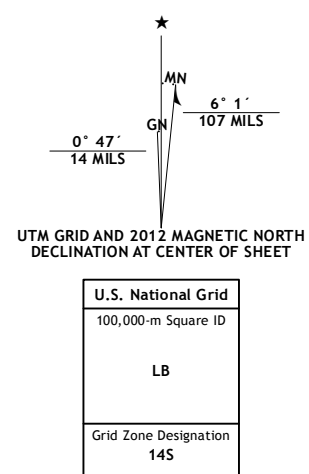 MN
6° 1´
107 MILS
GN
0° 47´
14 MILS
UTM GRID AND 2012 MAGNETIC NORTH
DECLINATION AT CENTER OF SHEET
U.S. National Grid
100,000-m Square ID
LB
Grid Zone Designation
14S